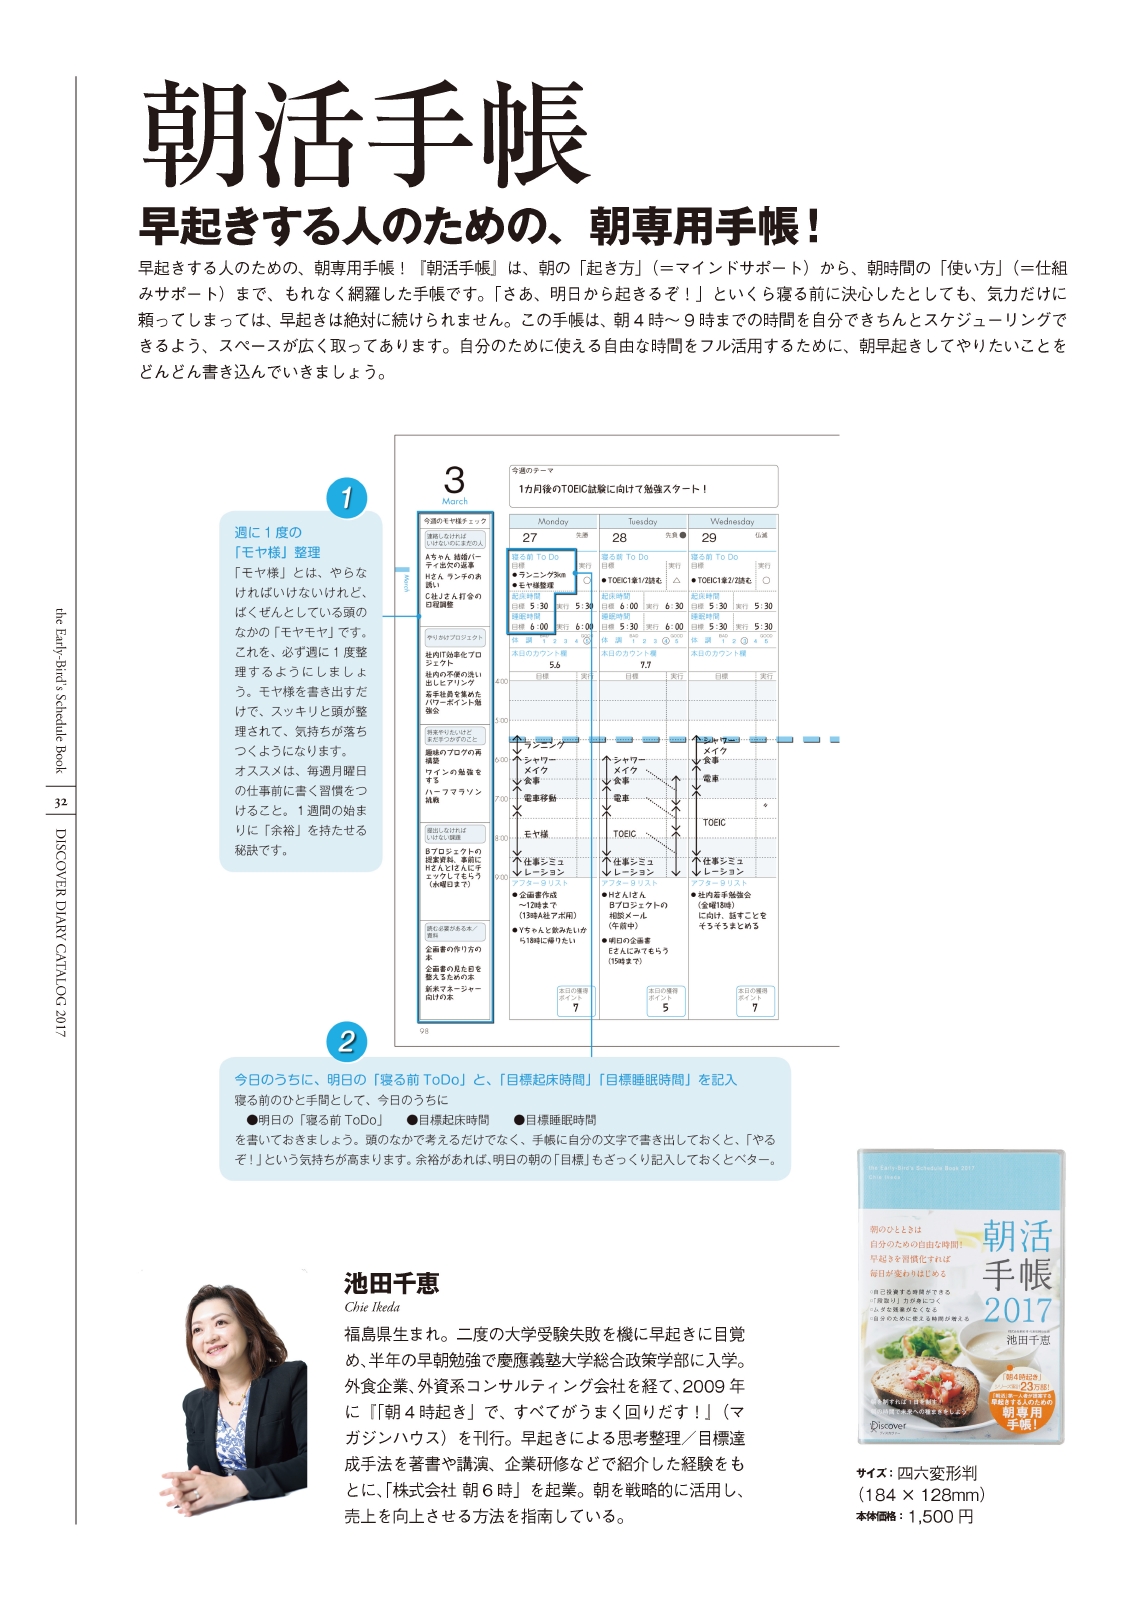 朝活手帳
早起きする人のための、朝専用手帳！
早起きする人のための、朝専用手帳！『朝活手帳』は、朝の「起き方」（＝マインドサポート）から、朝時間の「使い方」（＝仕組
みサポート）まで、もれなく網羅した手帳です。「さあ、明日から起きるぞ！」といくら寝る前に決心したとしても、気力だけに
頼ってしまっては、早起きは絶対に続けられません。この手帳は、朝４時〜９時までの時間を自分できちんとスケジューリングで
きるよう、スペースが広く取ってあります。自分のために使える自由な時間をフル活用するために、朝早起きしてやりたいことを
どんどん書き込んでいきましょう。
1
週に１度の
「モヤ様」整理
「モヤ様」とは、やらな
ければいけないけれど、
ばくぜんとしている頭の
なかの「モヤモヤ」です。
これを、必ず週に１度整
理するようにしましょ
う。モヤ様を書き出すだ
けで、スッキリと頭が整
理されて、気持ちが落ち
つくようになります。
オススメは、毎週月曜日
の仕事前に書く習慣をつ
けること。１週間の始ま
りに「余裕」を持たせる
秘訣です。
3
March
March
今週のモヤ様チェック
連絡しなければ
いけないのにまだの人
Aちゃん 結婚パー
ティ出欠の返事
Hさん ランチのお
誘い
C社Jさん打合の
日程調整
やりかけプロジェクト
社内IT効率化プロ
ジェクト
社内の不便の洗い
出しヒアリング
若手社員を集めた
パワーポイント勉
強会
将来やりたいけど
まだ手つかずのこと
趣味のブログの再
構築
ワインの勉強を
する
ハーフマラソン
挑戦
提出しなければ
いけない課題
Bプロジェクトの
提案資料、事前に
HさんとIさんにチ
ェックしてもらう
（水曜日まで）
読む必要がある本／
資料
企画書の作り方の
本
企画書の見た目を
整えるための本
新米マネージャー
向けの本
98
今週のテーマ
1カ月後のTOEIC試験に向けて勉強スタート！
Monday
Tuesday
Wednesday
27 先勝
28 先負●
29 仏滅
寝る前 To Do
目標 実行
●ランニング3km ○
●モヤ様整理
起床時間
目標 5:30 実行 5:30
睡眠時間
目標 6:00 実行 6:00
体 調 BAD 1 2 3 4 5 GOOD
本日のカウント欄
5.6
目標 実行
寝る前 To Do
目標 実行
●TOEIC1章1/2読む △
起床時間
目標 6:00 実行 6:30
睡眠時間
目標 5:30 実行 5:30
体 調 BAD 1 2 3 4 5 GOOD
本日のカウント欄
7.7
目標 実行
寝る前 To Do
目標 実行
●TOEIC1章2/2読む ○
起床時間
目標 5:30 実行 5:30
睡眠時間
目標 5:30 実行 5:30
体 調 BAD 1 2 3 4 5 GOOD
本日のカウント欄
目標 実行
4:00
5:00
6:00
7:00
8:00
9:00
ランニング
シャワー
メイク
食事
電車移動
モヤ様
仕事シミュ
レーション
シャワー
メイク
食事
電車
TOEIC
仕事シミュ
レーション
シャワー
メイク
食事
電車
TOEIC
仕事シミュ
レーション
アフター９リスト
●企画書作成
〜12時まで
（13時A社アポ用）
●Yちゃんと飲みたいか
ら18時に帰りたい
本日の獲得
ポイント
7
アフター９リスト
●HさんIさん
Bプロジェクトの
相談メール
（午前中）
●明日の企画書
Eさんにみてもらう
（15時まで）
本日の獲得
ポイント
5
アフター９リスト
●社内若手勉強会
（金曜18時）
に向け、話すことを
そろそろまとめる
本日の獲得
ポイント
7
2
今日のうちに、明日の「寝る前 ToDo」と、「目標起床時間」「目標睡眠時間」を記入
寝る前のひと手間として、今日のうちに
●明日の「寝る前 ToDo」 ●目標起床時間 ●目標睡眠時間
を書いておきましょう。頭のなかで考えるだけでなく、手帳に自分の文字で書き出しておくと、「やる
ぞ！」という気持ちが高まります。余裕があれば、明日の朝の「目標」もざっくり記入しておくとベター。
池田千恵
Chie Ikeda
福島県生まれ。二度の大学受験失敗を機に早起きに目覚
め、半年の早朝勉強で慶應義塾大学総合政策学部に入学。
外食企業、外資系コンサルティング会社を経て、2009 年
に『「朝４時起き」で、すべてがうまく回りだす！』（マ
ガジンハウス）を刊行。早起きによる思考整理／目標達
成手法を著書や講演、企業研修などで紹介した経験をも
とに、「株式会社 朝６時」を起業。朝を戦略的に活用し、
売上を向上させる方法を指南している。
the Early-Bird's Schedule Book 2017
Chie Ikeda
朝のひとときは
自分のための自由な時間！
早起きを習慣化すれば
毎日が変わりはじめる
朝活
手帳
2017
池田千恵
自己投資する時間ができる
「段取り」力が身につく
ムダな残業がなくなる
自分のために使える時間が増える
「朝4時起き」
23万部！
早起きする人のための
朝専用
手帳！
Discover
サイズ：四六変形判
（184 × 128mm）
本体価格：1,500 円
the Early-Bird's Schedule Book
32
DISCOVER DIARY CATALOG 2017